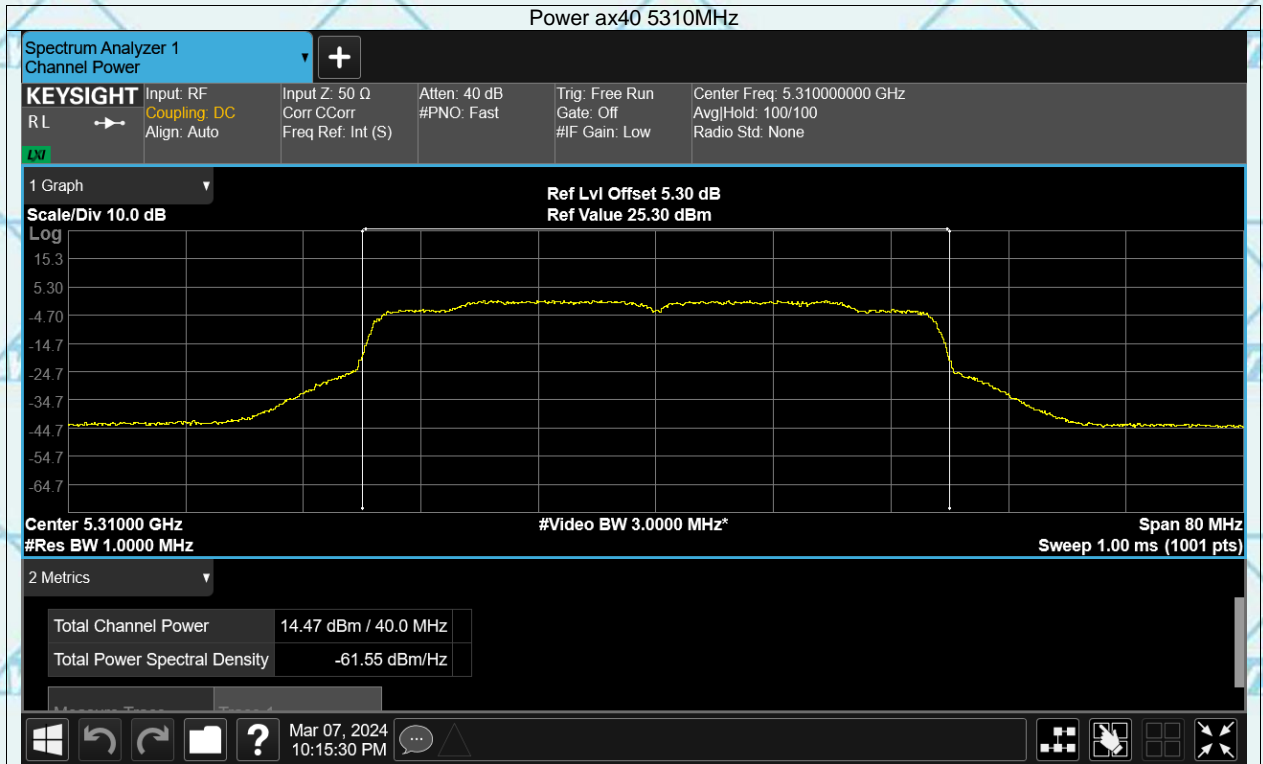 Power ax40 5310MHz
Spectrum Analyzer 1
Channel Power
KEYSIGHT
R L
LXI
Input: RF
Coupling: DC
Align: Auto
Input Z: 50 Ω
Corr CCorr
Freq Ref: Int (S)
Atten: 40 dB
#PNO: Fast
Trig: Free Run
Gate: Off
#IF Gain: Low
Center Freq: 5.310000000 GHz
Avg|Hold: 100/100
Radio Std: None
1 Graph
Scale/Div 10.0 dB
Ref Lvl Offset 5.30 dB
Ref Value 25.30 dBm
Log
15.3
5.30
-4.70
-14.7
-24.7
-34.7
-44.7
-54.7
-64.7
Center 5.31000 GHz
#Video BW 3.0000 MHz*
Span 80 MHz
#Res BW 1.0000 MHz
Sweep 1.00 ms (1001 pts)
2 Metrics
Total Channel Power 14.47 dBm / 40.0 MHz
Total Power Spectral Density -61.55 dBm/Hz
Mar 07, 2024
10:15:30 PM